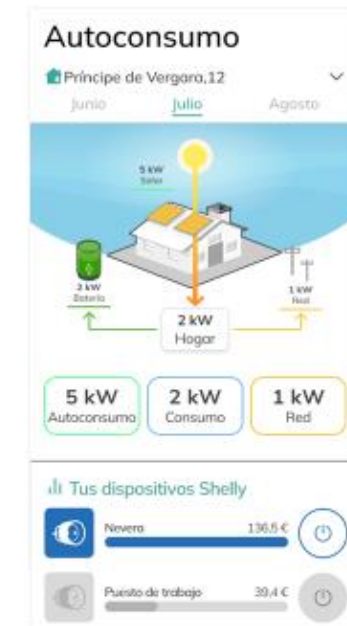 Autoconsumo
Príncipe de Vergara,12
Junio Julio Agosto
5 kW
Solar
2 kW
Batería
1 kW
Red
2 kW
Hogar
5 kW
Autoconsumo
2 kW
Consumo
1 kW
Red
Tus dispositivos Shelly
Nevera 136.5 €
Puesto de trabajo 39.4 €